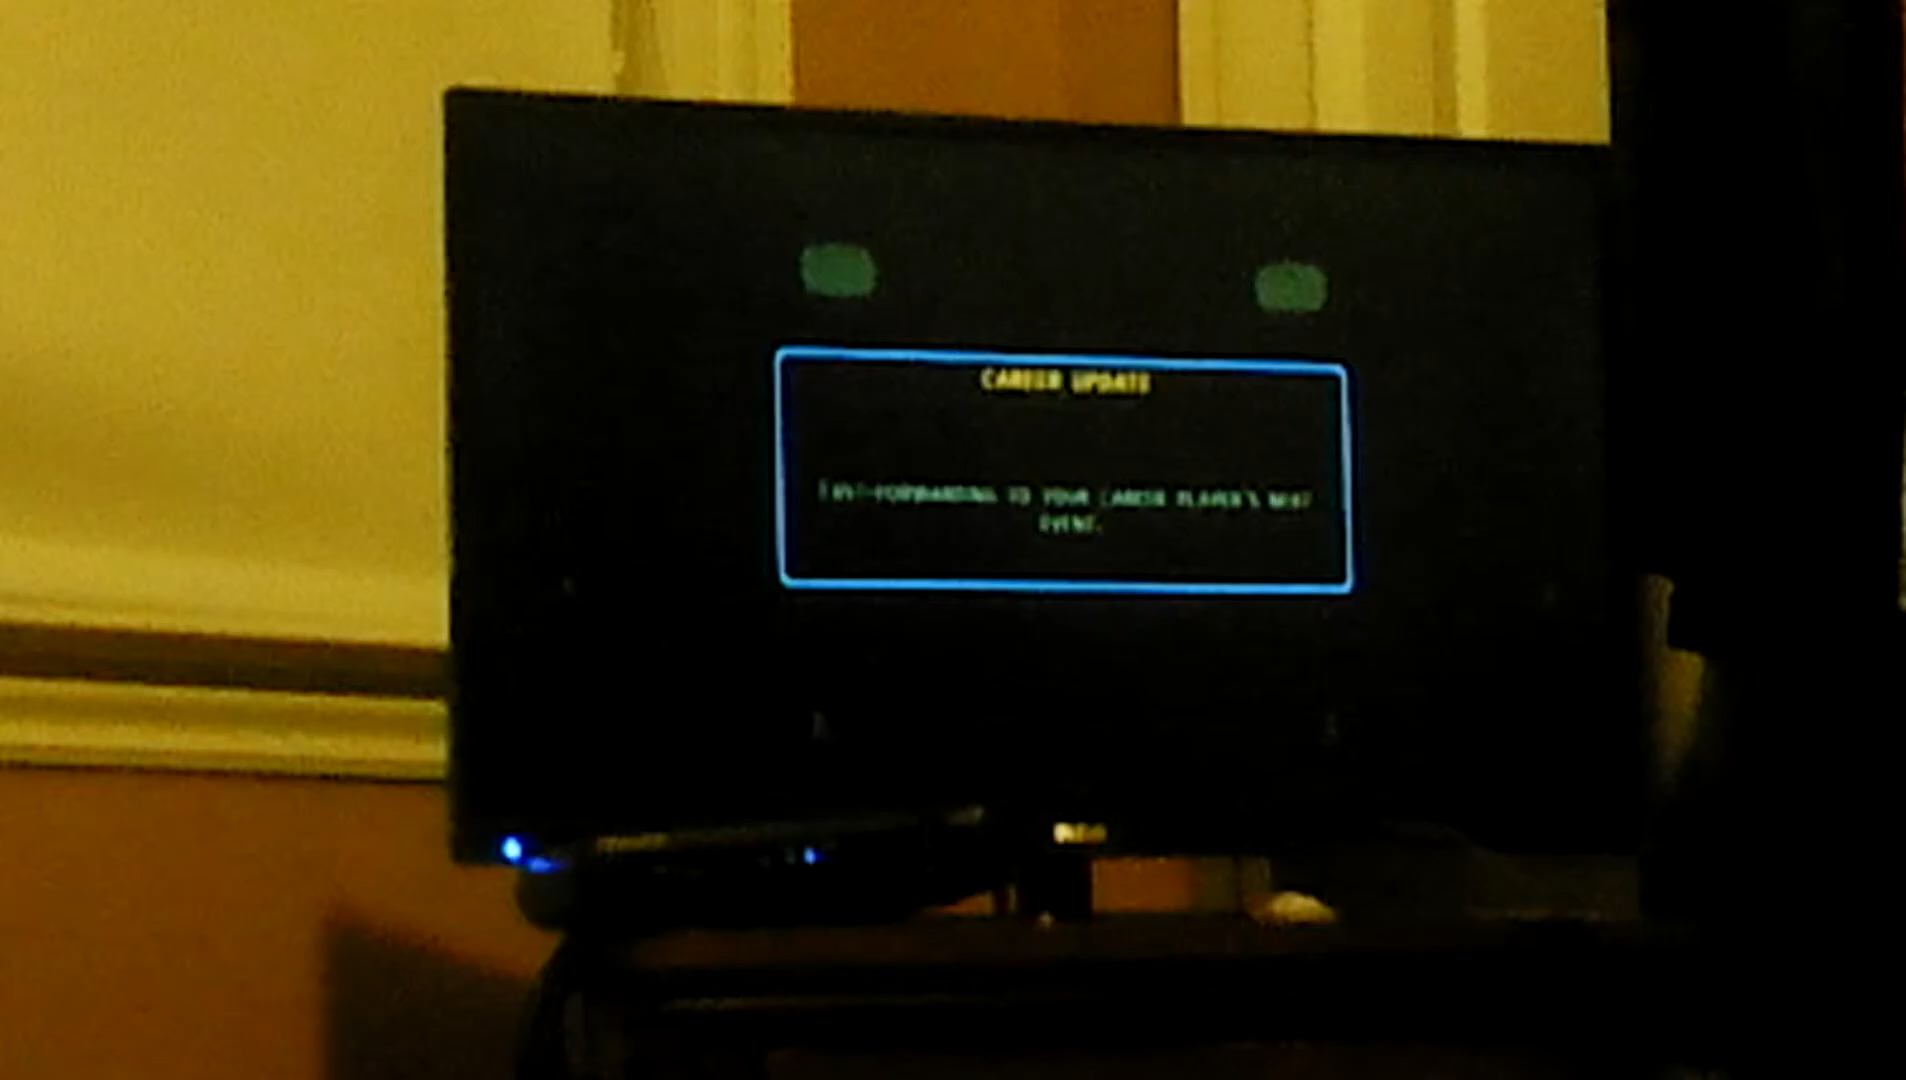 CAREER UPDATE
FAST-FORWARDING TO YOUR CAREER PLAYER'S NEXT
EVENT.